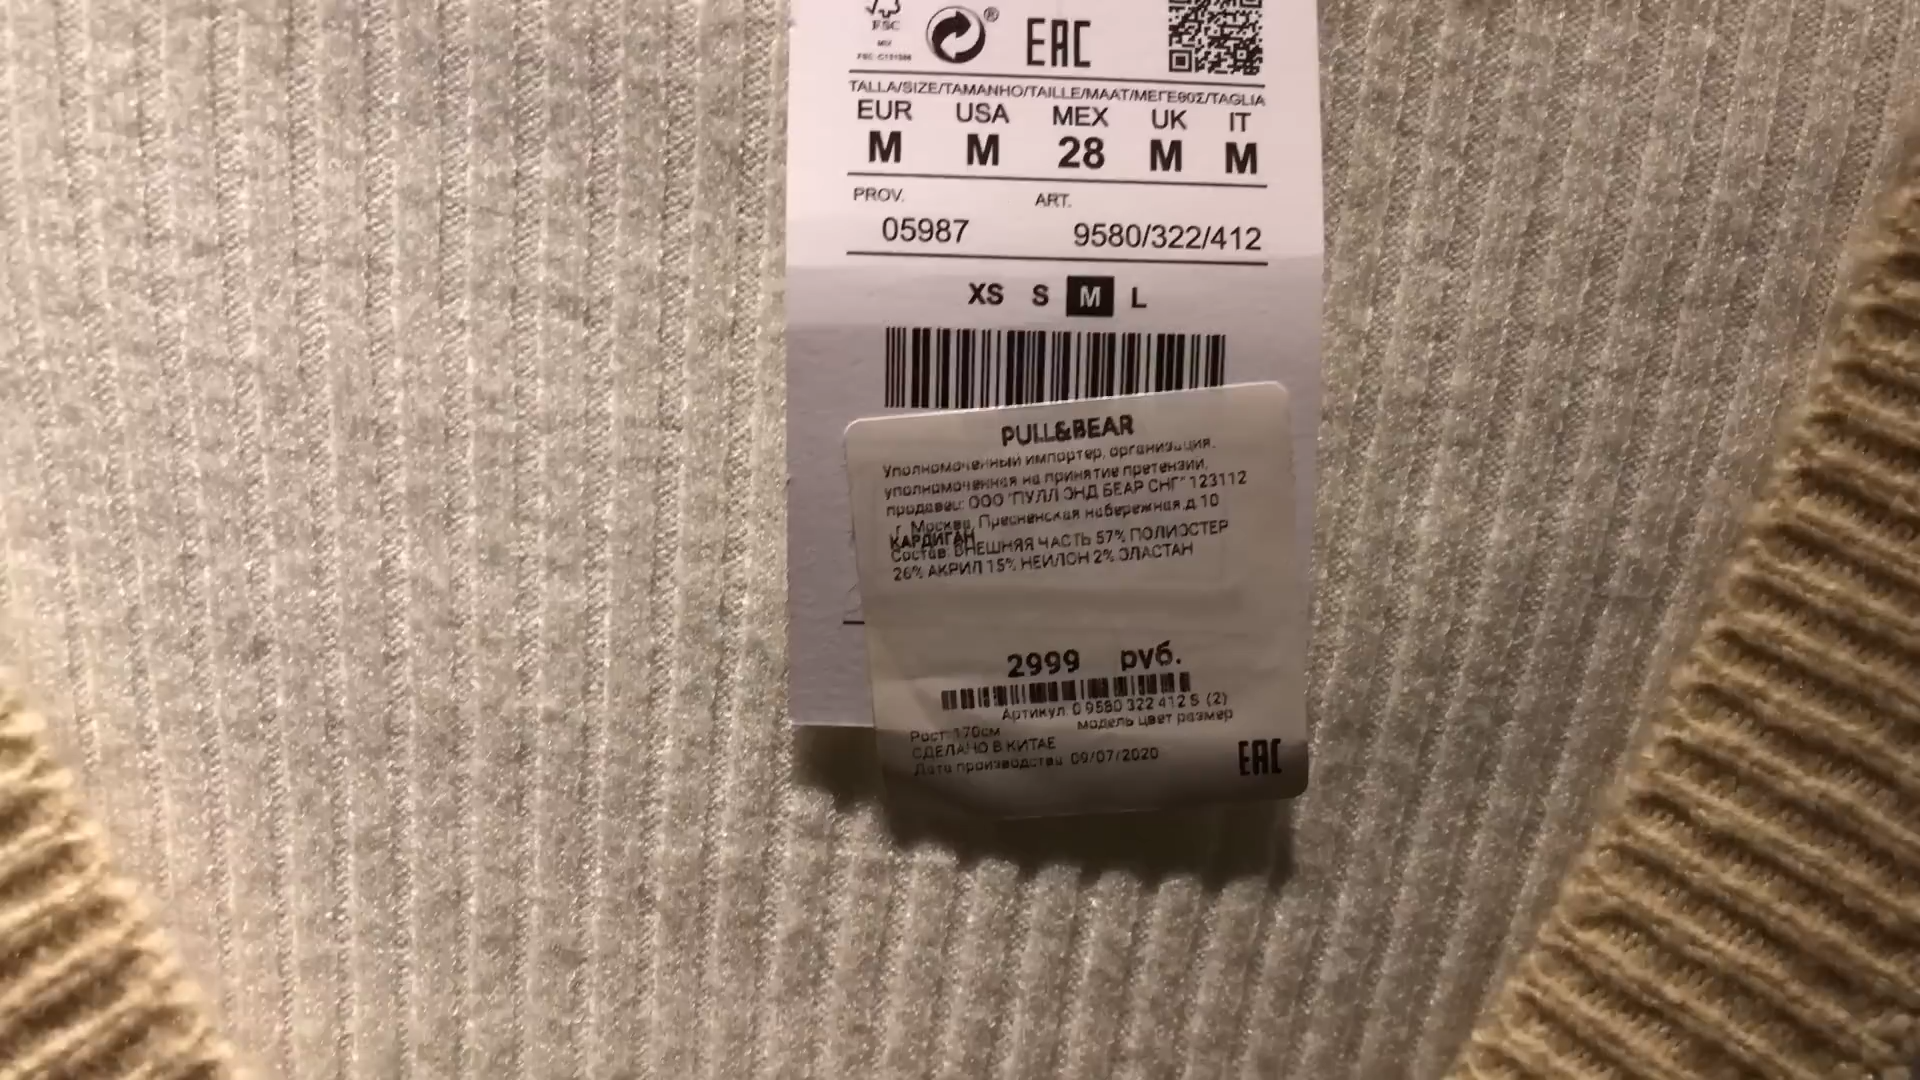 FSC
MIX
EAC
TALLA/SIZE/TAMANHO/TAILLE/MAAT/ΜΕΓΕΘΟΣ/TAGLIA
EUR USA MEX UK IT
M M 28 M M
PROV. ART.
05987 9580/322/412
XS S M L
PULL&BEAR
Уполномоченный импортер, организация,
уполномоченная на принятие претензий,
продавец: ООО "ПУЛЛ ЭНД БЕАР СНГ" 123112
г. Москва, Пресненская набережная,д.10
КАРДИГАН
Состав: ВНЕШНЯЯ ЧАСТЬ 57% ПОЛИЭСТЕР
26% АКРИЛ 15% НЕЙЛОН 2% ЭЛАСТАН
2999 руб.
Артикул: 0 9580 322 412 S (2)
модель цвет размер
Рост: 170см
СДЕЛАНО В КИТАЕ
Дата производства 09/07/2020
EAC